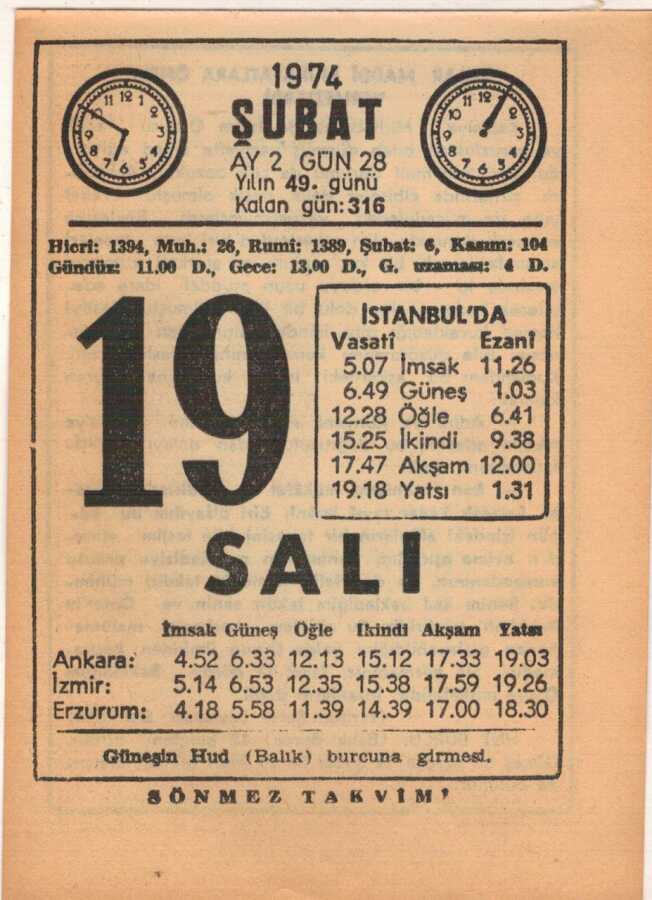 1974
ŞUBAT
AY 2 GÜN 28
Yılın 49. günü
Kalan gün: 316
Hicrî: 1394, Muh.: 26, Rumî: 1389, Şubat: 6, Kasım: 104
Gündüz: 11.00 D., Gece: 13.00 D., G. uzaması: 4 D.
19
İSTANBUL'DA
Vasatî Ezanî
5.07 İmsak 11.26
6.49 Güneş 1.03
12.28 Öğle 6.41
15.25 İkindi 9.38
17.47 Akşam 12.00
19.18 Yatsı 1.31
SALI
İmsak Güneş Öğle İkindi Akşam Yatsı
Ankara: 4.52 6.33 12.13 15.12 17.33 19.03
İzmir: 5.14 6.53 12.35 15.38 17.59 19.26
Erzurum: 4.18 5.58 11.39 14.39 17.00 18.30
Güneşin Hud (Balık) burcuna girmesi.
SÖNMEZ TAKVİMİ